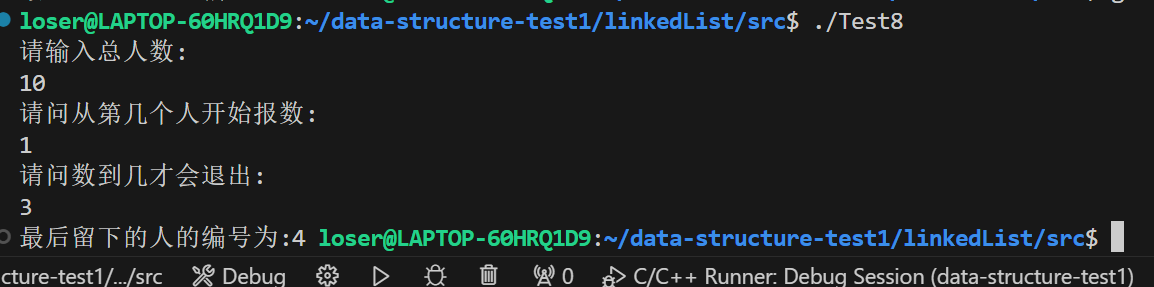 loser@LAPTOP-60HRQ1D9:~/data-structure-test1/linkedList/src$ ./Test8
请输入总人数:
10
请问从第几个人开始报数:
1
请问数到几才会退出:
3
最后留下的人的编号为:4 loser@LAPTOP-60HRQ1D9:~/data-structure-test1/linkedList/src$
cture-test1/.../src Debug 0 C/C++ Runner: Debug Session (data-structure-test1)